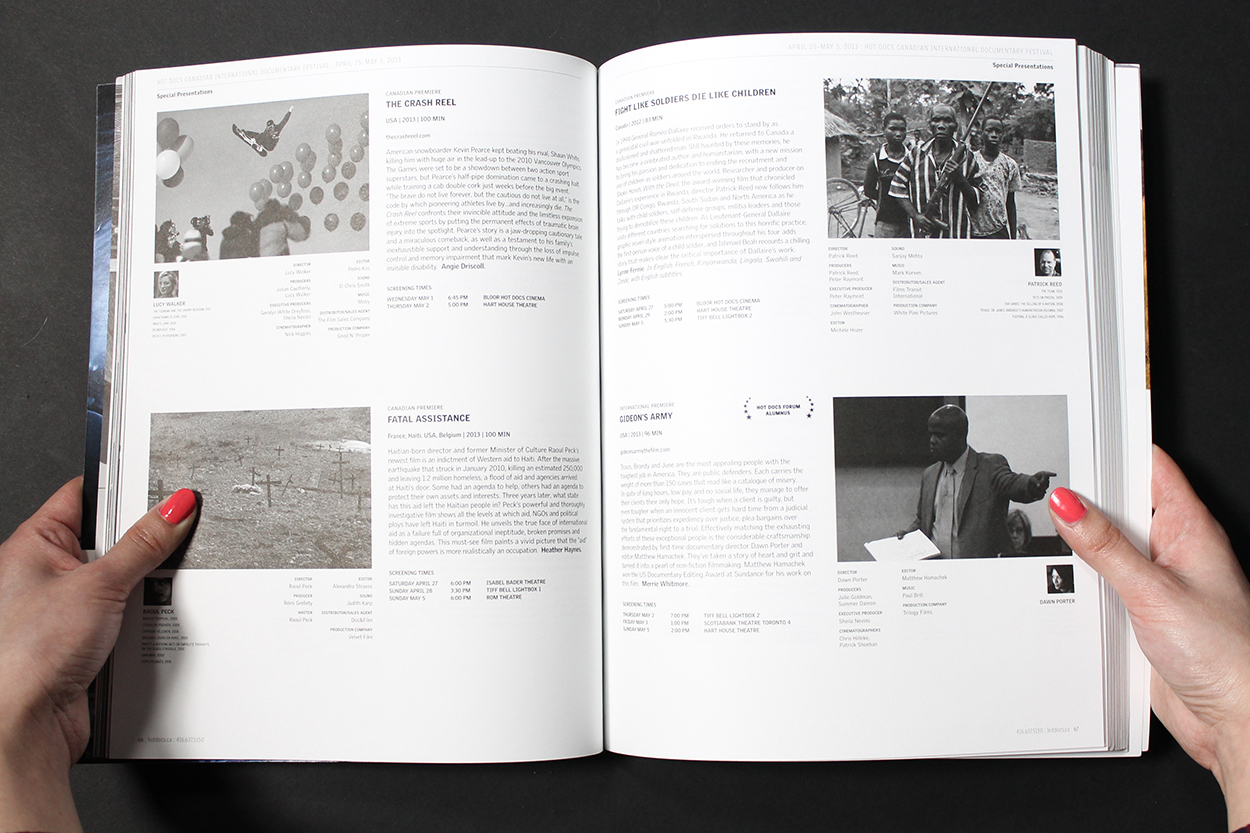 HOT DOCS CANADIAN INTERNATIONAL DOCUMENTARY FESTIVAL
Special Presentations
CANADIAN PREMIERE
THE CRASH REEL
USA | 2013 | 100 MIN
thecrashreel.com
American snowboarder Kevin Pearce kept beating his rival, Shaun White,
killing him with huge air in the lead-up to the 2010 Vancouver Olympics.
The Games were set to be a showdown between two action sport
superstars, but Pearce's half-pipe domination came to a crashing halt
while training a cab double cork just weeks before the big event.
"The brave do not live forever, but the cautious do not live at all," is the
code by which pioneering athletes live by...and increasingly die. The
Crash Reel confronts their invincible attitude and the limitless expansion
of extreme sports by putting the permanent effects of traumatic brain
injury into the spotlight. Pearce's story is a jaw-dropping cautionary tale
and a miraculous comeback, as well as a testament to his family's
inexhaustible support and understanding through the loss of impulse
control and memory impairment that mark Kevin's new life with an
invisible disability. Angie Driscoll.
SCREENING TIMES
WEDNESDAY MAY 1 6:45 PM BLOOR HOT DOCS CINEMA
THURSDAY MAY 2 5:00 PM HART HOUSE THEATRE
LUCY WALKER
DIRECTOR
Lucy Walker
PRODUCERS
Julian Cautherley,
Lucy Walker
EXECUTIVE PRODUCERS
Geralyn White Dreyfous,
Sheila Nevins
CINEMATOGRAPHER
Nick Higgins
EDITOR
Pedro Kos
SOUND
MUSIC
Moby
DISTRIBUTOR/SALES AGENT
The Film Sales Company
PRODUCTION COMPANY
CANADIAN PREMIERE
FATAL ASSISTANCE
France, Haiti, USA, Belgium | 2013 | 100 MIN
Haitian-born director and former Minister of Culture Raoul Peck's
newest film is an indictment of Western aid to Haiti. After the massive
earthquake that struck in January 2010, killing an estimated 250,000
and leaving 1.2 million homeless, a flood of aid and agencies arrived
at Haiti's door. Some had an agenda to help, others had an agenda to
protect their own assets and interests. Three years later, what state
has this aid left the Haitian people in? Peck's powerful and thoroughly
investigative film shows all the levels at which aid, NGOs and political
ploys have left Haiti in turmoil. He unveils the true face of international
aid as a failure full of organizational ineptitude, broken promises and
hidden agendas. This must-see film paints a vivid picture that the "aid"
of foreign powers is more realistically an occupation. Heather Haynes.
SCREENING TIMES
SATURDAY APRIL 27 6:00 PM ISABEL BADER THEATRE
SUNDAY APRIL 28 3:30 PM TIFF BELL LIGHTBOX 1
SUNDAY MAY 5 6:00 PM ROM THEATRE
RAOUL PECK
DIRECTOR
Raoul Peck
PRODUCER
Rémi Grellety
WRITER
Raoul Peck
EDITOR
Alexandra Strauss
SOUND
Judith Karp
DISTRIBUTOR/SALES AGENT
Doc&Film
PRODUCTION COMPANY
Velvet Film
APRIL 25–MAY 5, 2013 : HOT DOCS CANADIAN INTERNATIONAL DOCUMENTARY FESTIVAL
Special Presentations
CANADIAN PREMIERE
FIGHT LIKE SOLDIERS DIE LIKE CHILDREN
Canada | 2012 | 83 MIN
In 1994 General Roméo Dallaire received orders to stand by as
a genocidal coup was unfolded in Rwanda. He returned to Canada a
disillusioned and shattered man. Still haunted by these memories, he
has become a celebrated author and humanitarian, with a new mission
to bring his passion and dedication to ending the recruitment and
use of children as soldiers around the world. Researcher and producer on
Shake Hands With the Devil, the award-winning film that chronicled
Dallaire's experience in Rwanda, director Patrick Reed now follows him
through DR Congo, Rwanda, South Sudan and North America as he
talks with child soldiers, self-defense groups, militia leaders and those
trying to demobilize these children. As Lieutenant-General Dallaire
visits different countries searching for solutions to this horrific practice,
graphic novel-style animation interspersed throughout his tour adds
the first-person voice of a child soldier, and Ishmael Beah recounts a chilling
story that makes clear the critical importance of Dallaire's work.
Lynne Fernie. In English, French, Kinyarwanda, Lingala, Swahili and
Zande, with English subtitles.
SCREENING TIMES
SATURDAY APRIL 27 5:00 PM BLOOR HOT DOCS CINEMA
MONDAY APRIL 29 2:00 PM HART HOUSE THEATRE
SUNDAY MAY 5 5:30 PM TIFF BELL LIGHTBOX 2
DIRECTOR
Patrick Reed
PRODUCERS
Patrick Reed,
Peter Raymont
EXECUTIVE PRODUCER
Peter Raymont
CINEMATOGRAPHER
John Westheuser
EDITOR
Michèle Hozer
SOUND
Sanjay Mehta
MUSIC
Mark Korven
DISTRIBUTOR/SALES AGENT
Films Transit
International
PRODUCTION COMPANY
White Pine Pictures
PATRICK REED
INTERNATIONAL PREMIERE
GIDEON'S ARMY
HOT DOCS FORUM
ALUMNUS
USA | 2013 | 96 MIN
gideonsarmythefilm.com
Travis, Brandy and June are the most appealing people with the
toughest job in America. They are public defenders. Each carries the
weight of more than 150 cases that read like a catalogue of misery.
In spite of long hours, low pay and no social life, they manage to offer
their clients their only hope. It's tough when a client is guilty, but
even tougher when an innocent client gets hard time from a judicial
system that prioritizes expediency over justice, plea bargains over
the fundamental right to a trial. Effectively matching the exhausting
efforts of these exceptional people is the considerable craftsmanship
demonstrated by first-time documentary director Dawn Porter and
editor Matthew Hamachek. They've taken a story of heart and grit and
turned it into a pearl of non-fiction filmmaking. Matthew Hamachek
won the US Documentary Editing Award at Sundance for his work on
this film. Merrie Whitmore.
SCREENING TIMES
THURSDAY MAY 2 7:00 PM TIFF BELL LIGHTBOX 2
FRIDAY MAY 3 1:00 PM SCOTIABANK THEATRE TORONTO 4
SUNDAY MAY 5 2:00 PM HART HOUSE THEATRE
DIRECTOR
Dawn Porter
PRODUCERS
Julie Goldman,
Summer Damon
EXECUTIVE PRODUCER
Sheila Nevins
CINEMATOGRAPHERS
Chris Hilleke,
Patrick Sheehan
EDITOR
Matthew Hamachek
MUSIC
Paul Brill
PRODUCTION COMPANY
Trilogy Films
DAWN PORTER